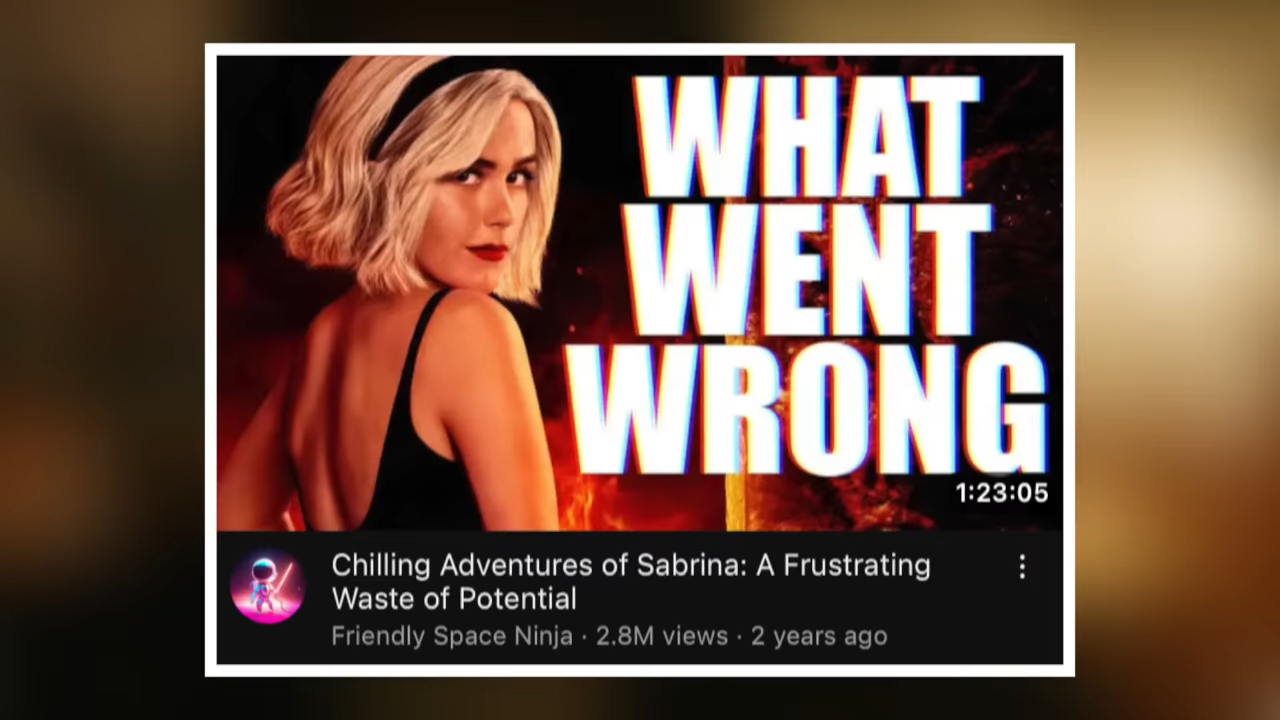 WHAT
WENT
WRONG
1:23:05
Chilling Adventures of Sabrina: A Frustrating
Waste of Potential
Friendly Space Ninja · 2.8M views · 2 years ago